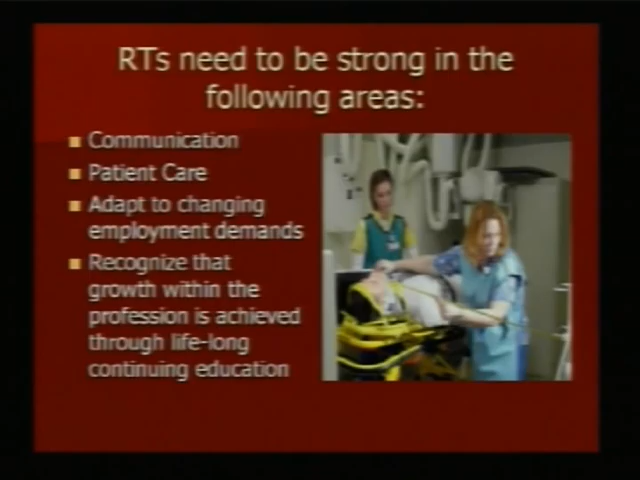 RTs need to be strong in the
following areas:
Communication
Patient Care
Adapt to changing
employment demands
Recognize that
growth within the
profession is achieved
through life-long
continuing education